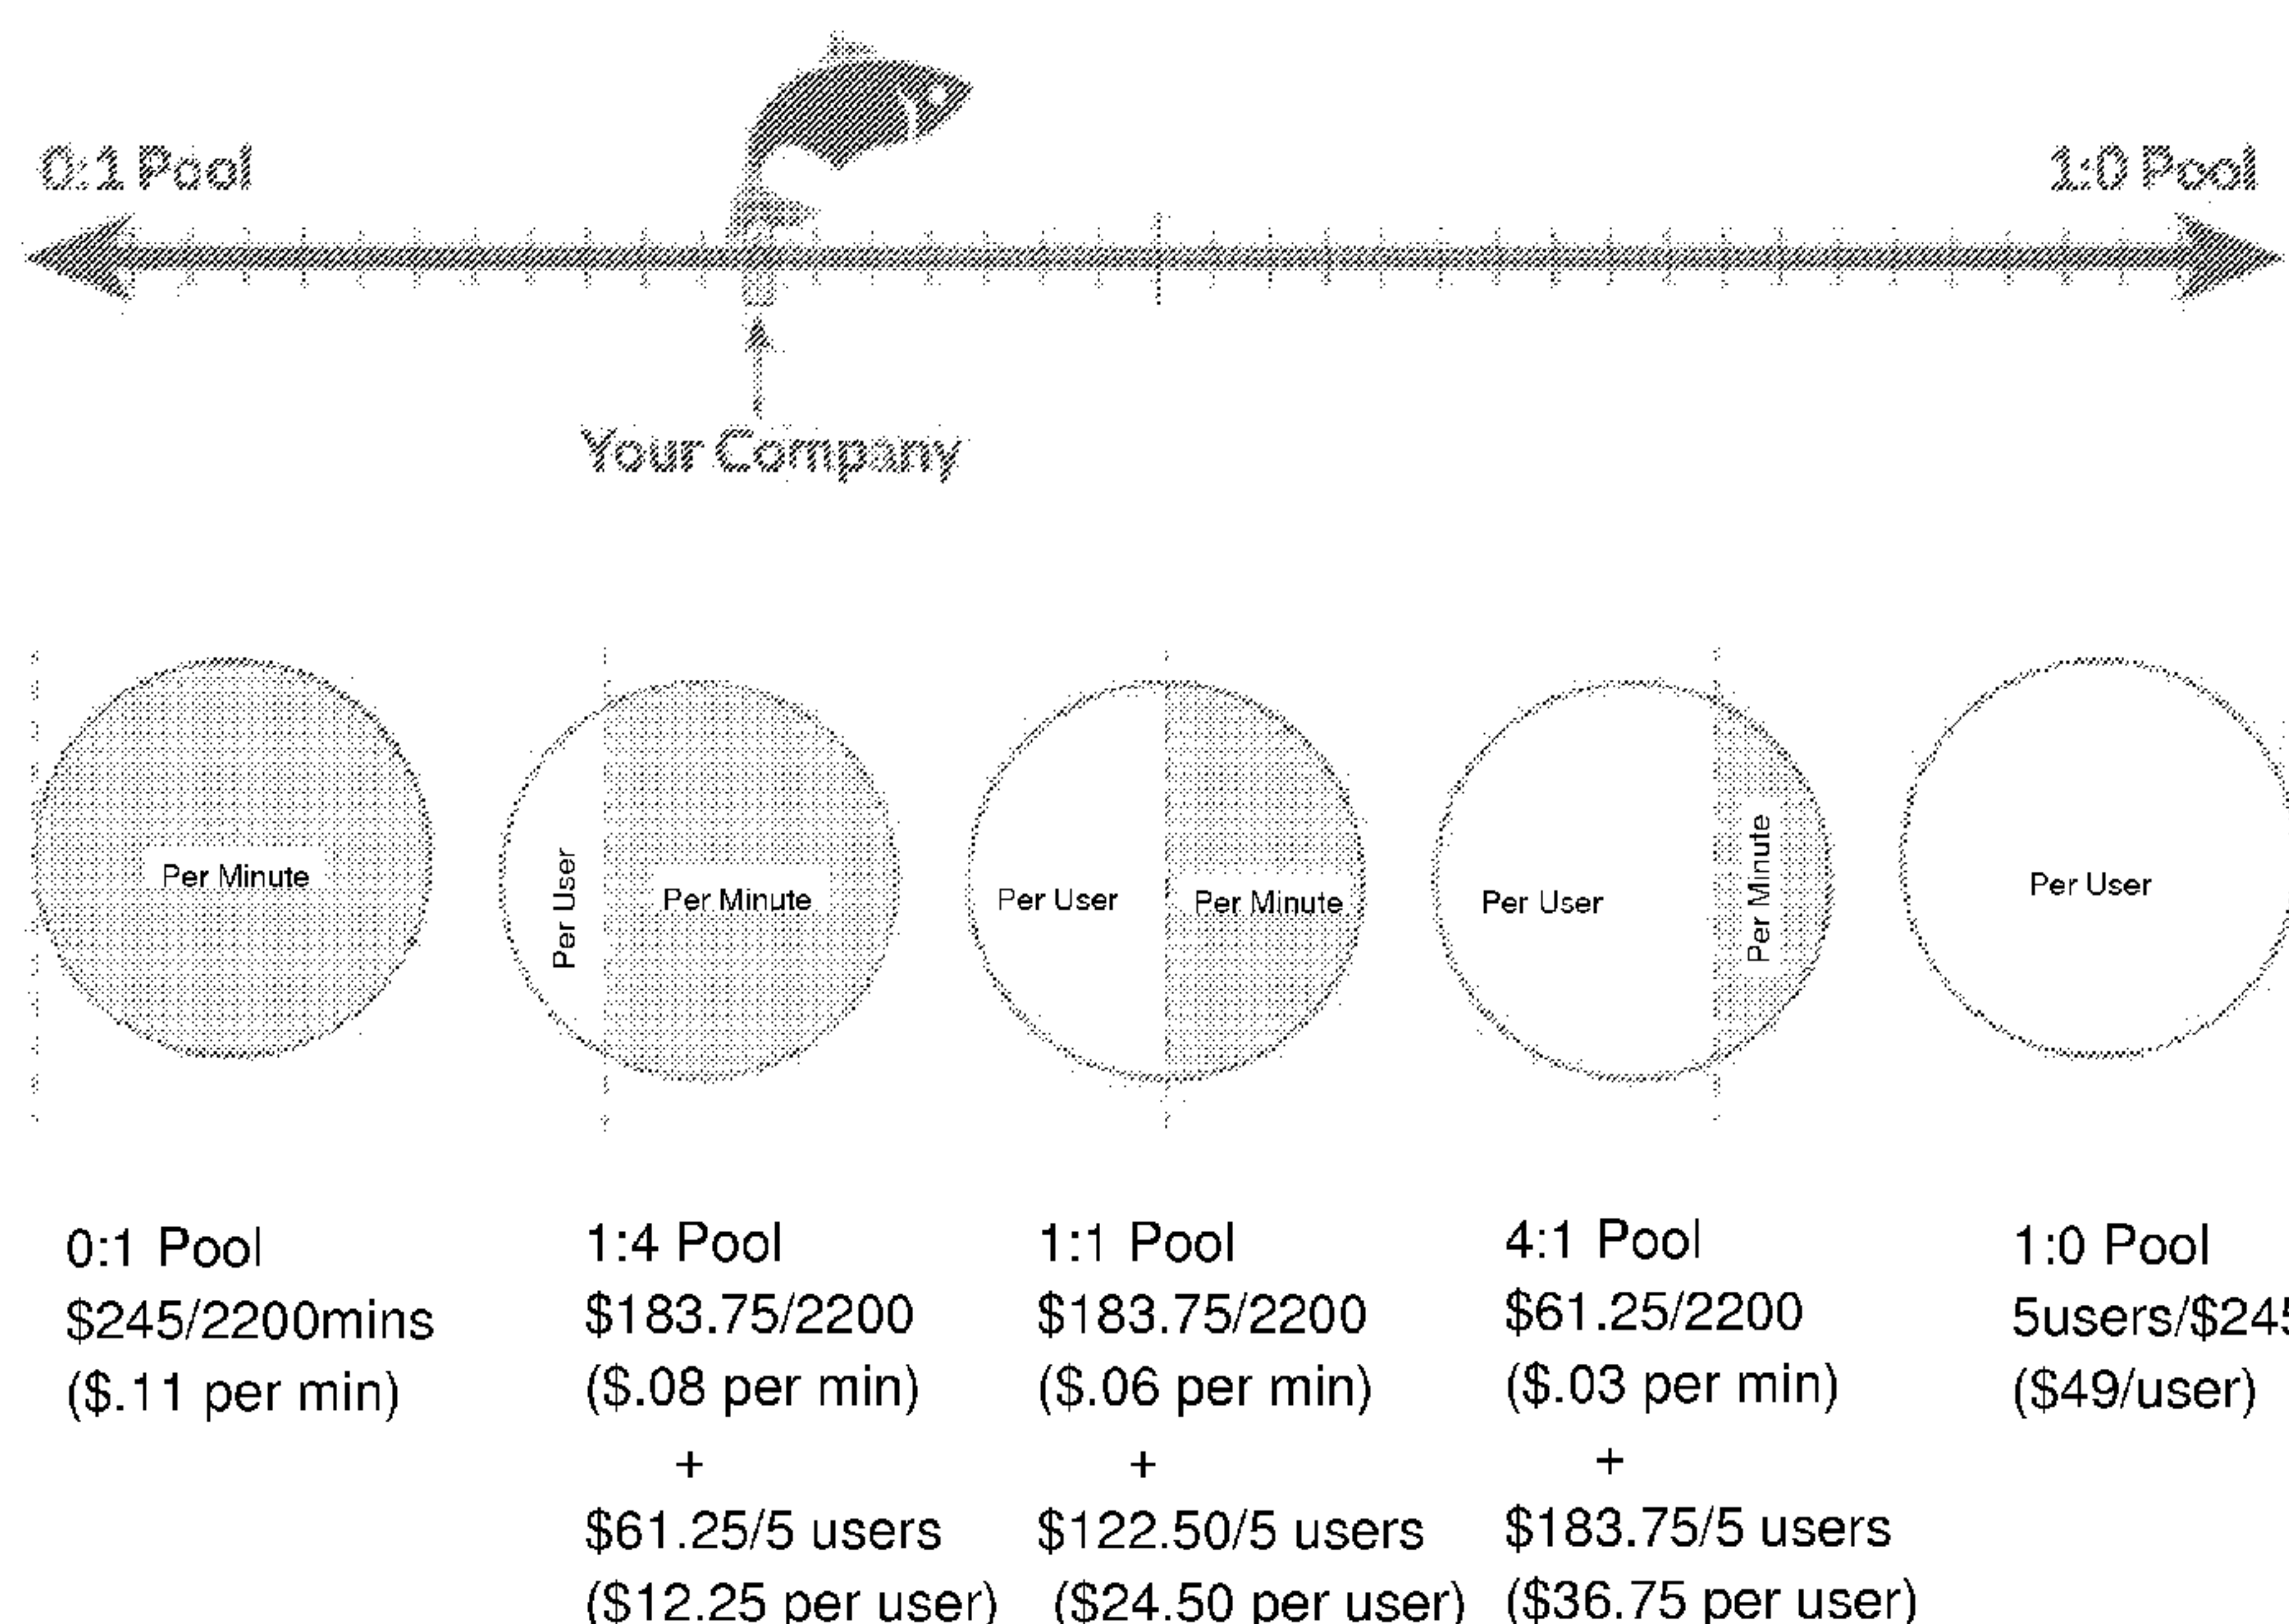 0:1 Pool
1:0 Pool
Your Company
Per Minute
Per User
Per Minute
Per User
Per Minute
Per User
Per Minute
Per User
0:1 Pool
$245/2200mins
($.11 per min)
1:4 Pool
$183.75/2200
($.08 per min)
+
$61.25/5 users
($12.25 per user)
1:1 Pool
$183.75/2200
($.06 per min)
+
$122.50/5 users
($24.50 per user)
4:1 Pool
$61.25/2200
($.03 per min)
+
$183.75/5 users
($36.75 per user)
1:0 Pool
5users/$245
($49/user)